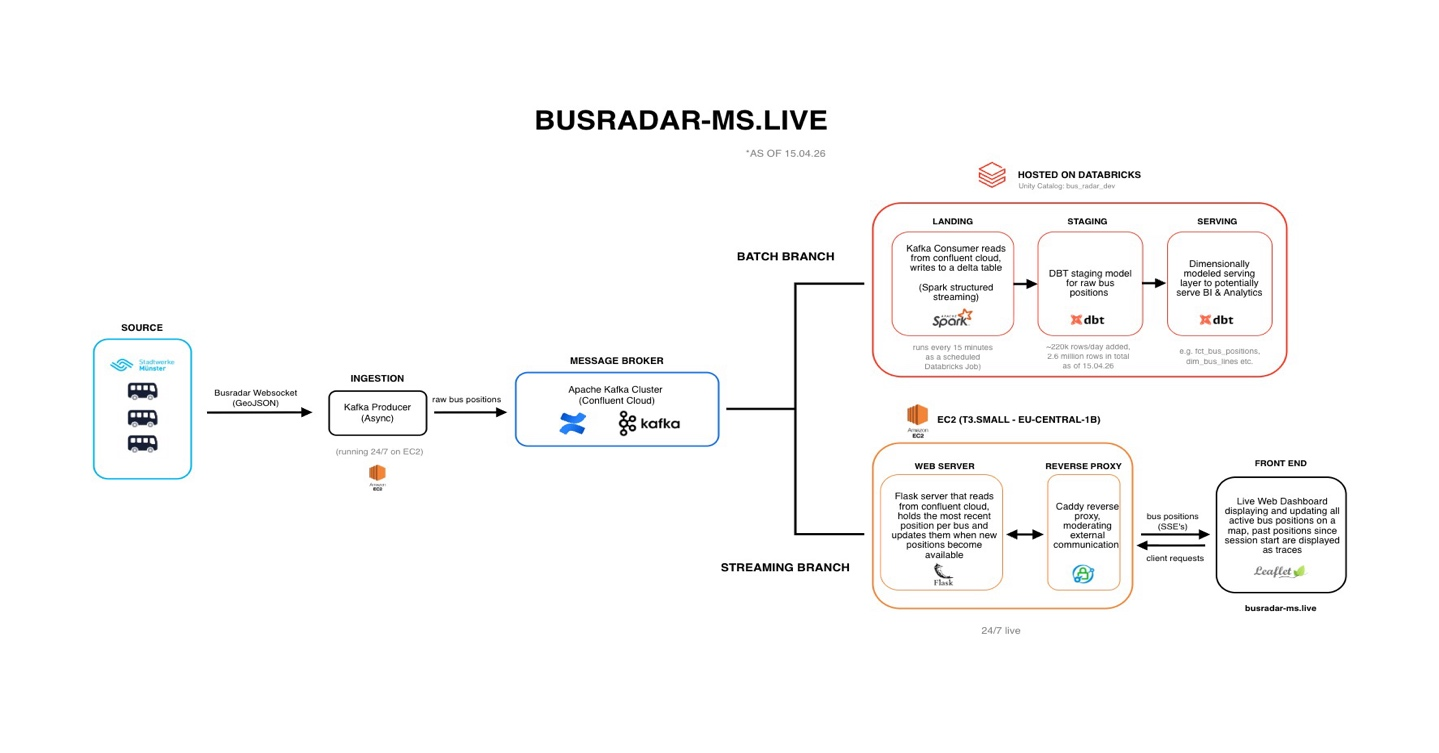 BUSRADAR-MS.LIVE
*AS OF 15.04.26
SOURCE
Stadtwerke
Münster
Busradar Websocket
(GeoJSON)
INGESTION
Kafka Producer
(Async)
(running 24/7 on EC2)
Amazon
EC2
raw bus positions
MESSAGE BROKER
Apache Kafka Cluster
(Confluent Cloud)
kafka
BATCH BRANCH
HOSTED ON DATABRICKS
Unity Catalog: bus_radar_dev
LANDING
Kafka Consumer reads
from confluent cloud,
writes to a delta table
(Spark structured
streaming)
APACHE
Spark
runs every 15 minutes
as a scheduled
Databricks Job)
STAGING
DBT staging model
for raw bus
positions
dbt
~220k rows/day added,
2.6 million rows in total
as of 15.04.26
SERVING
Dimensionally
modeled serving
layer to potentially
serve BI & Analytics
dbt
e.g. fct_bus_positions,
dim_bus_lines etc.
STREAMING BRANCH
Amazon
EC2
EC2 (T3.SMALL - EU-CENTRAL-1B)
WEB SERVER
Flask server that reads
from confluent cloud,
holds the most recent
position per bus and
updates them when new
positions become
available
Flask
REVERSE PROXY
Caddy reverse
proxy,
moderating
external
communication
24/7 live
bus positions
(SSE's)
client requests
FRONT END
Live Web Dashboard
displaying and updating all
active bus positions on a
map, past positions since
session start are displayed
as traces
Leaflet
busradar-ms.live